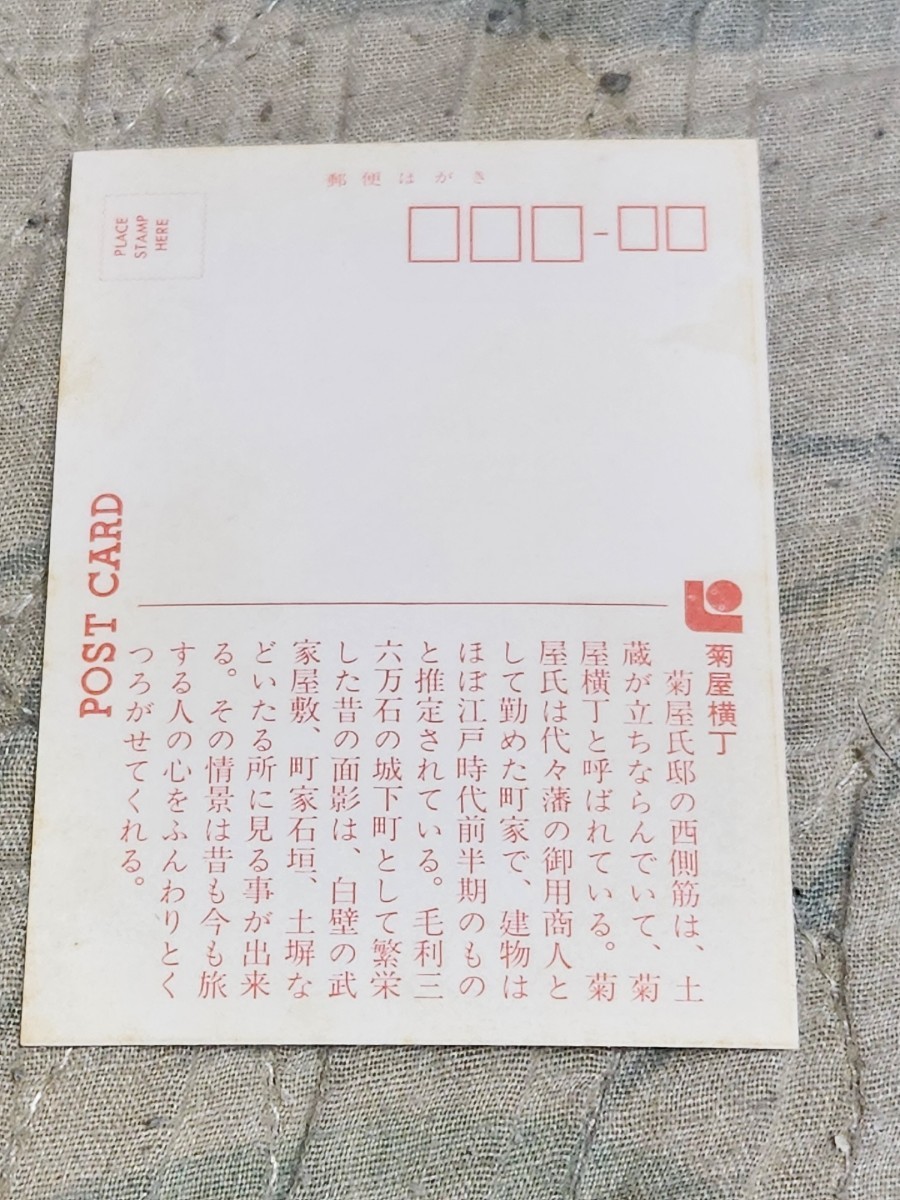 郵便はがき
PLACE
STAMP
HERE
POST CARD
菊屋横丁
菊屋氏邸の西側筋は、土
蔵が立ちならんでいて、菊
屋横丁と呼ばれている。菊
屋氏は代々藩の御用商人と
して勤めた町家で、建物は
ほぼ江戸時代前半期のもの
と推定されている。毛利三
六万石の城下町として繁栄
した昔の面影は、白壁の武
家屋敷、町家石垣、土塀な
どいたる所に見る事が出来
る。その情景は昔も今も旅
する人の心をふんわりとく
つろがせてくれる。